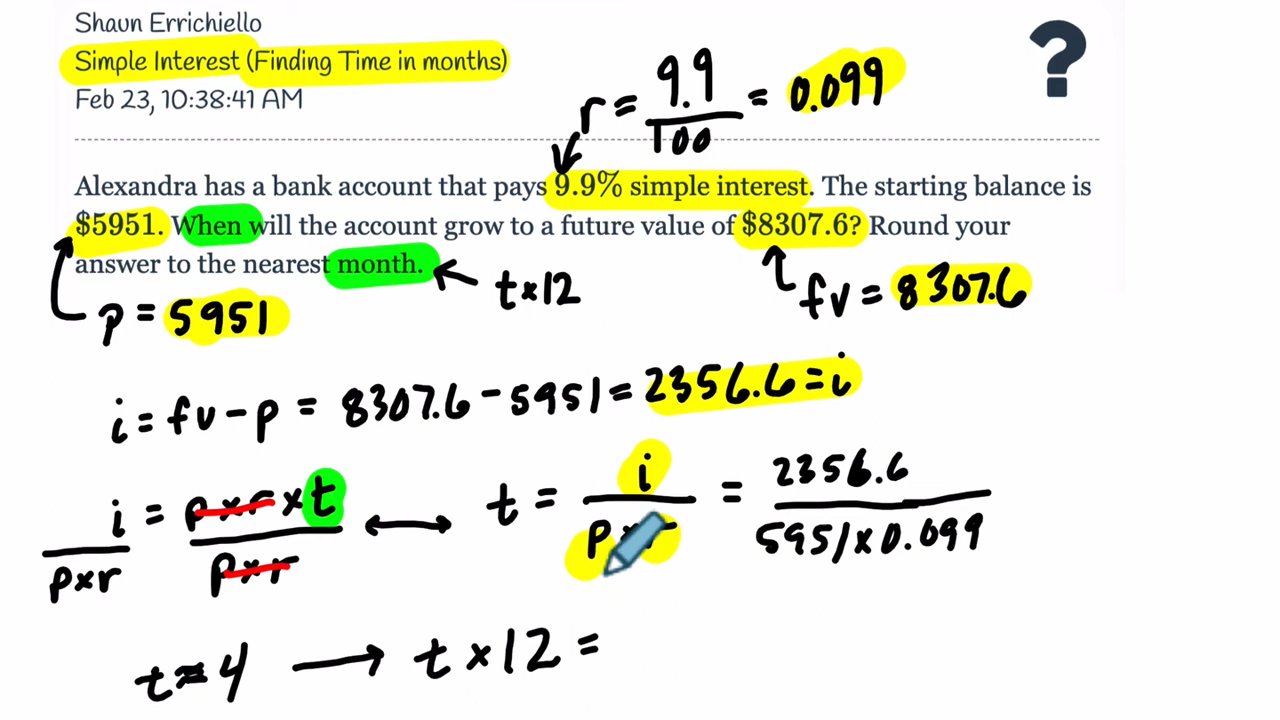 Shaun Errichiello
Simple Interest (Finding Time in months)
Feb 23, 10:38:41 AM
?
r = 9.9/100 = 0.099
Alexandra has a bank account that pays 9.9% simple interest. The starting balance is
$5951. When will the account grow to a future value of $8307.6? Round your
answer to the nearest month.
t×12
p = 5951
fv = 8307.6
i = fv - p = 8307.6 - 5951 = 2356.6 = i
i/p×r = p×r×t/p×r ⟷ t = i/p×r = 2356.6/5951×0.099
t≈4 → t×12 =